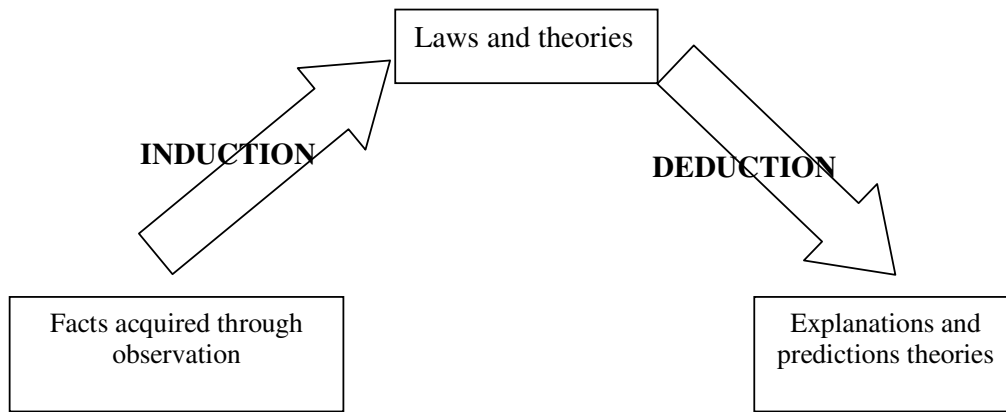 Laws and theories
INDUCTION
DEDUCTION
Facts acquired through
observation
Explanations and
predictions theories